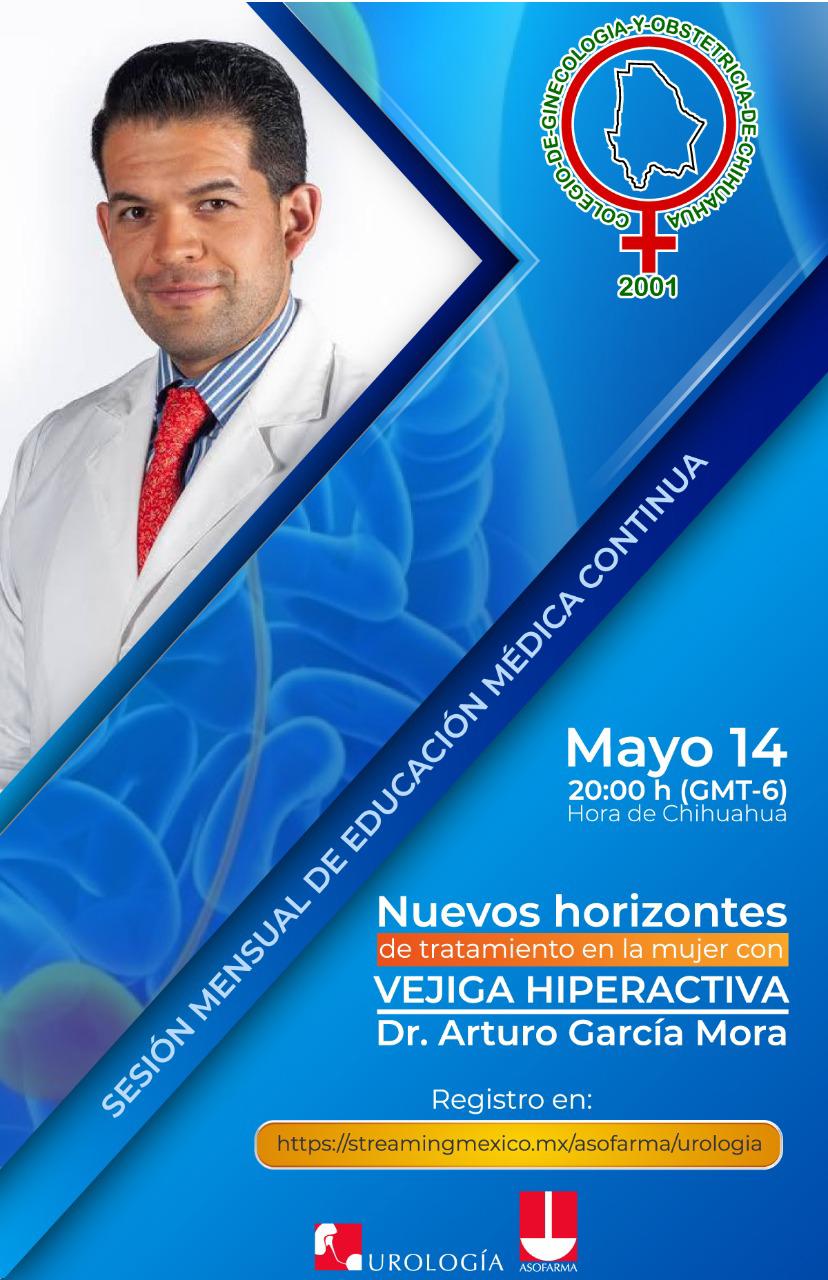 COLEGIO-DE-GINECOLOGIA-Y-OBSTETRICIA-DE-CHIHUAHUA
2001
SESIÓN MENSUAL DE EDUCACIÓN MÉDICA CONTINUA
Mayo 14
20:00 h (GMT-6)
Hora de Chihuahua
Nuevos horizontes
de tratamiento en la mujer con
VEJIGA HIPERACTIVA
Dr. Arturo García Mora
Registro en:
https://streamingmexico.mx/asofarma/urologia
UROLOGÍA
ASOFARMA